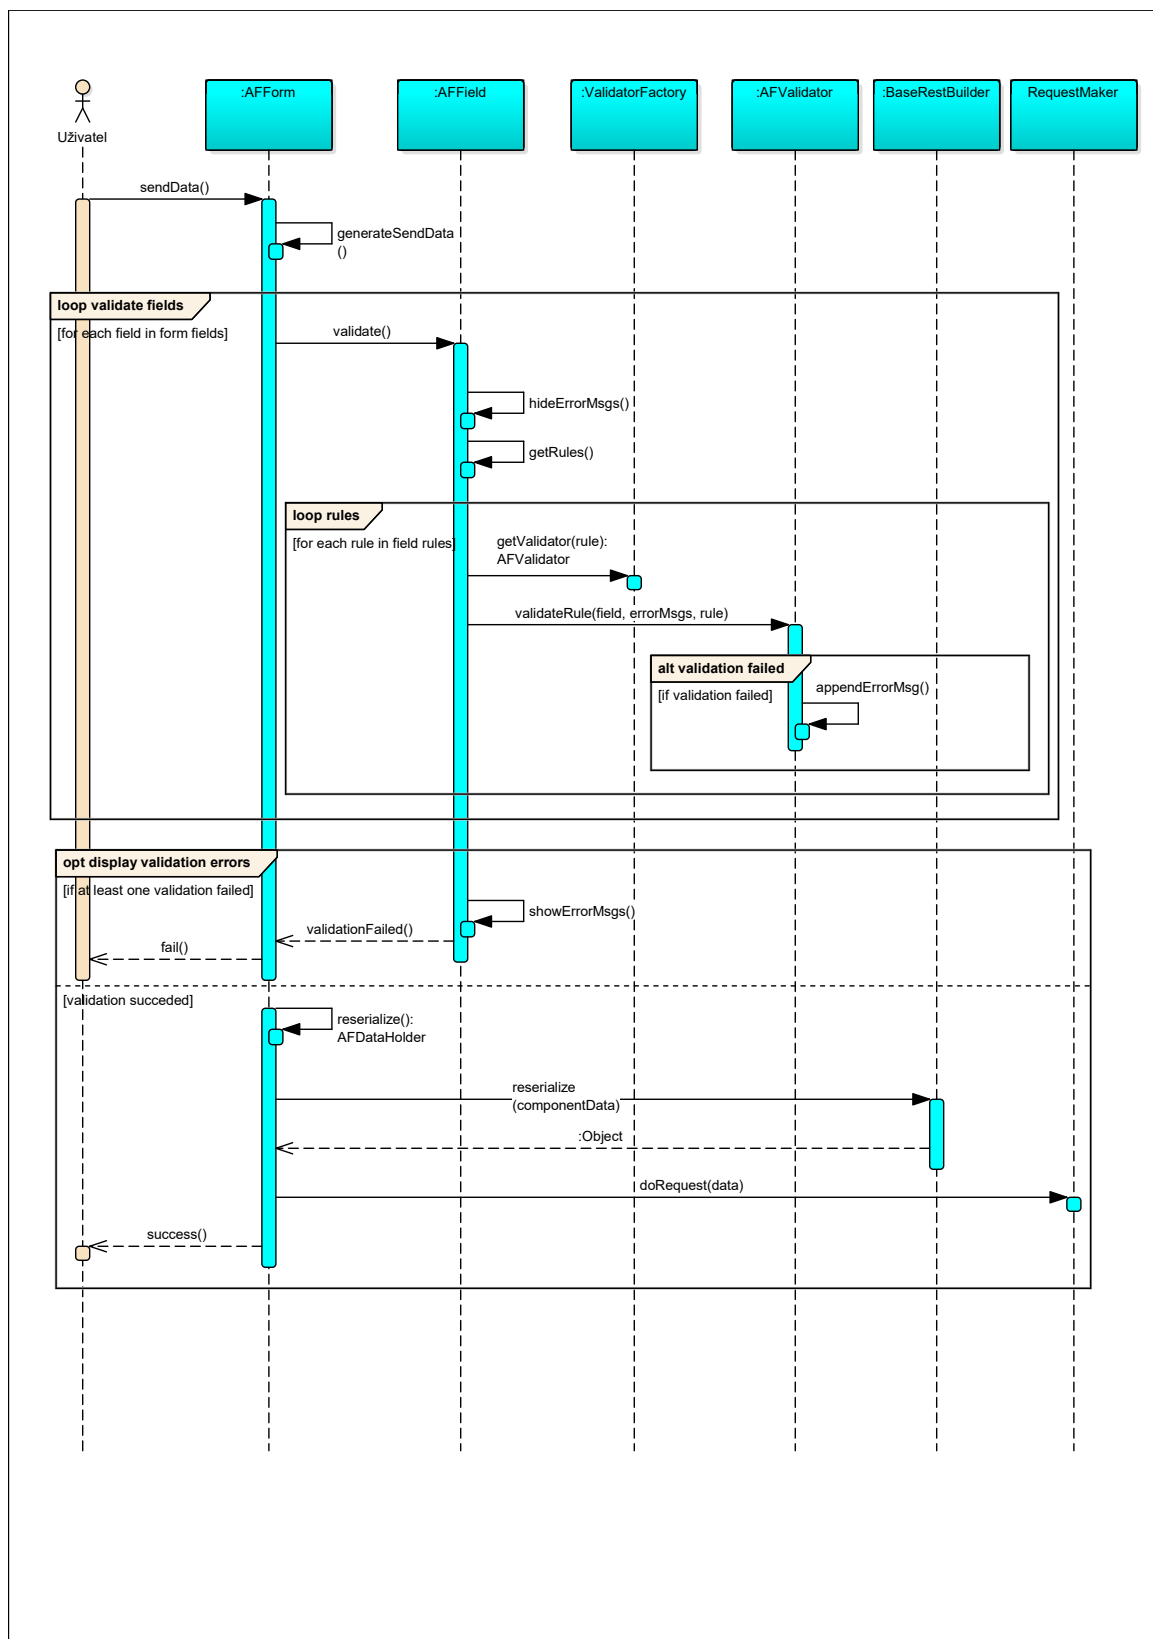 :AFForm
:AFField
:ValidatorFactory
:AFValidator
:BaseRestBuilder
RequestMaker
Uživatel
sendData()
generateSendData
()
loop validate fields
[for each field in form fields]
validate()
hideErrorMsgs()
getRules()
loop rules
[for each rule in field rules]
getValidator(rule):
AFValidator
validateRule(field, errorMsgs, rule)
alt validation failed
[if validation failed]
appendErrorMsg()
opt display validation errors
[if at least one validation failed]
showErrorMsgs()
validationFailed()
fail()
[validation succeded]
reserialize():
AFDataHolder
reserialize
(componentData)
:Object
doRequest(data)
success()